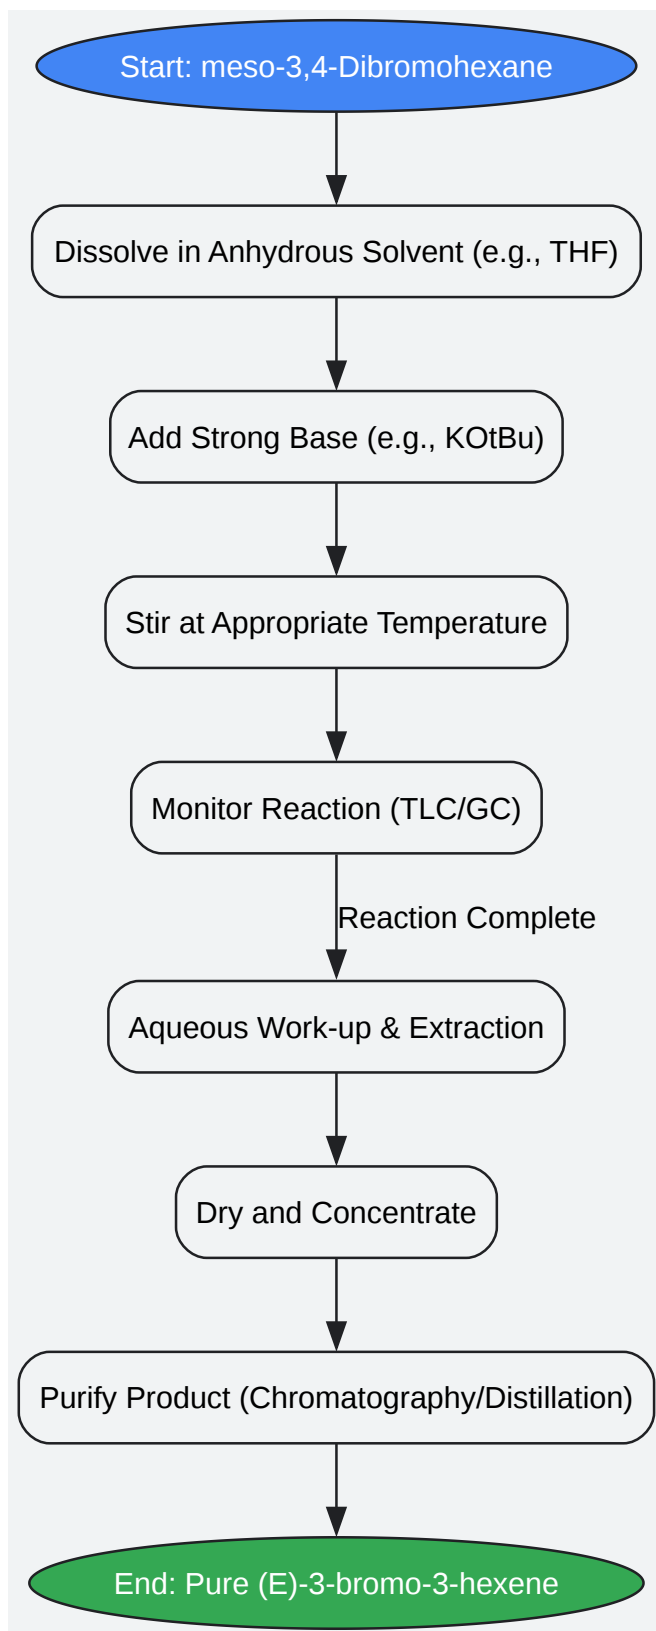 Start: meso-3,4-Dibromohexane
Dissolve in Anhydrous Solvent (e.g., THF)
Add Strong Base (e.g., KOtBu)
Stir at Appropriate Temperature
Monitor Reaction (TLC/GC)
Reaction Complete
Aqueous Work-up & Extraction
Dry and Concentrate
Purify Product (Chromatography/Distillation)
End: Pure (E)-3-bromo-3-hexene